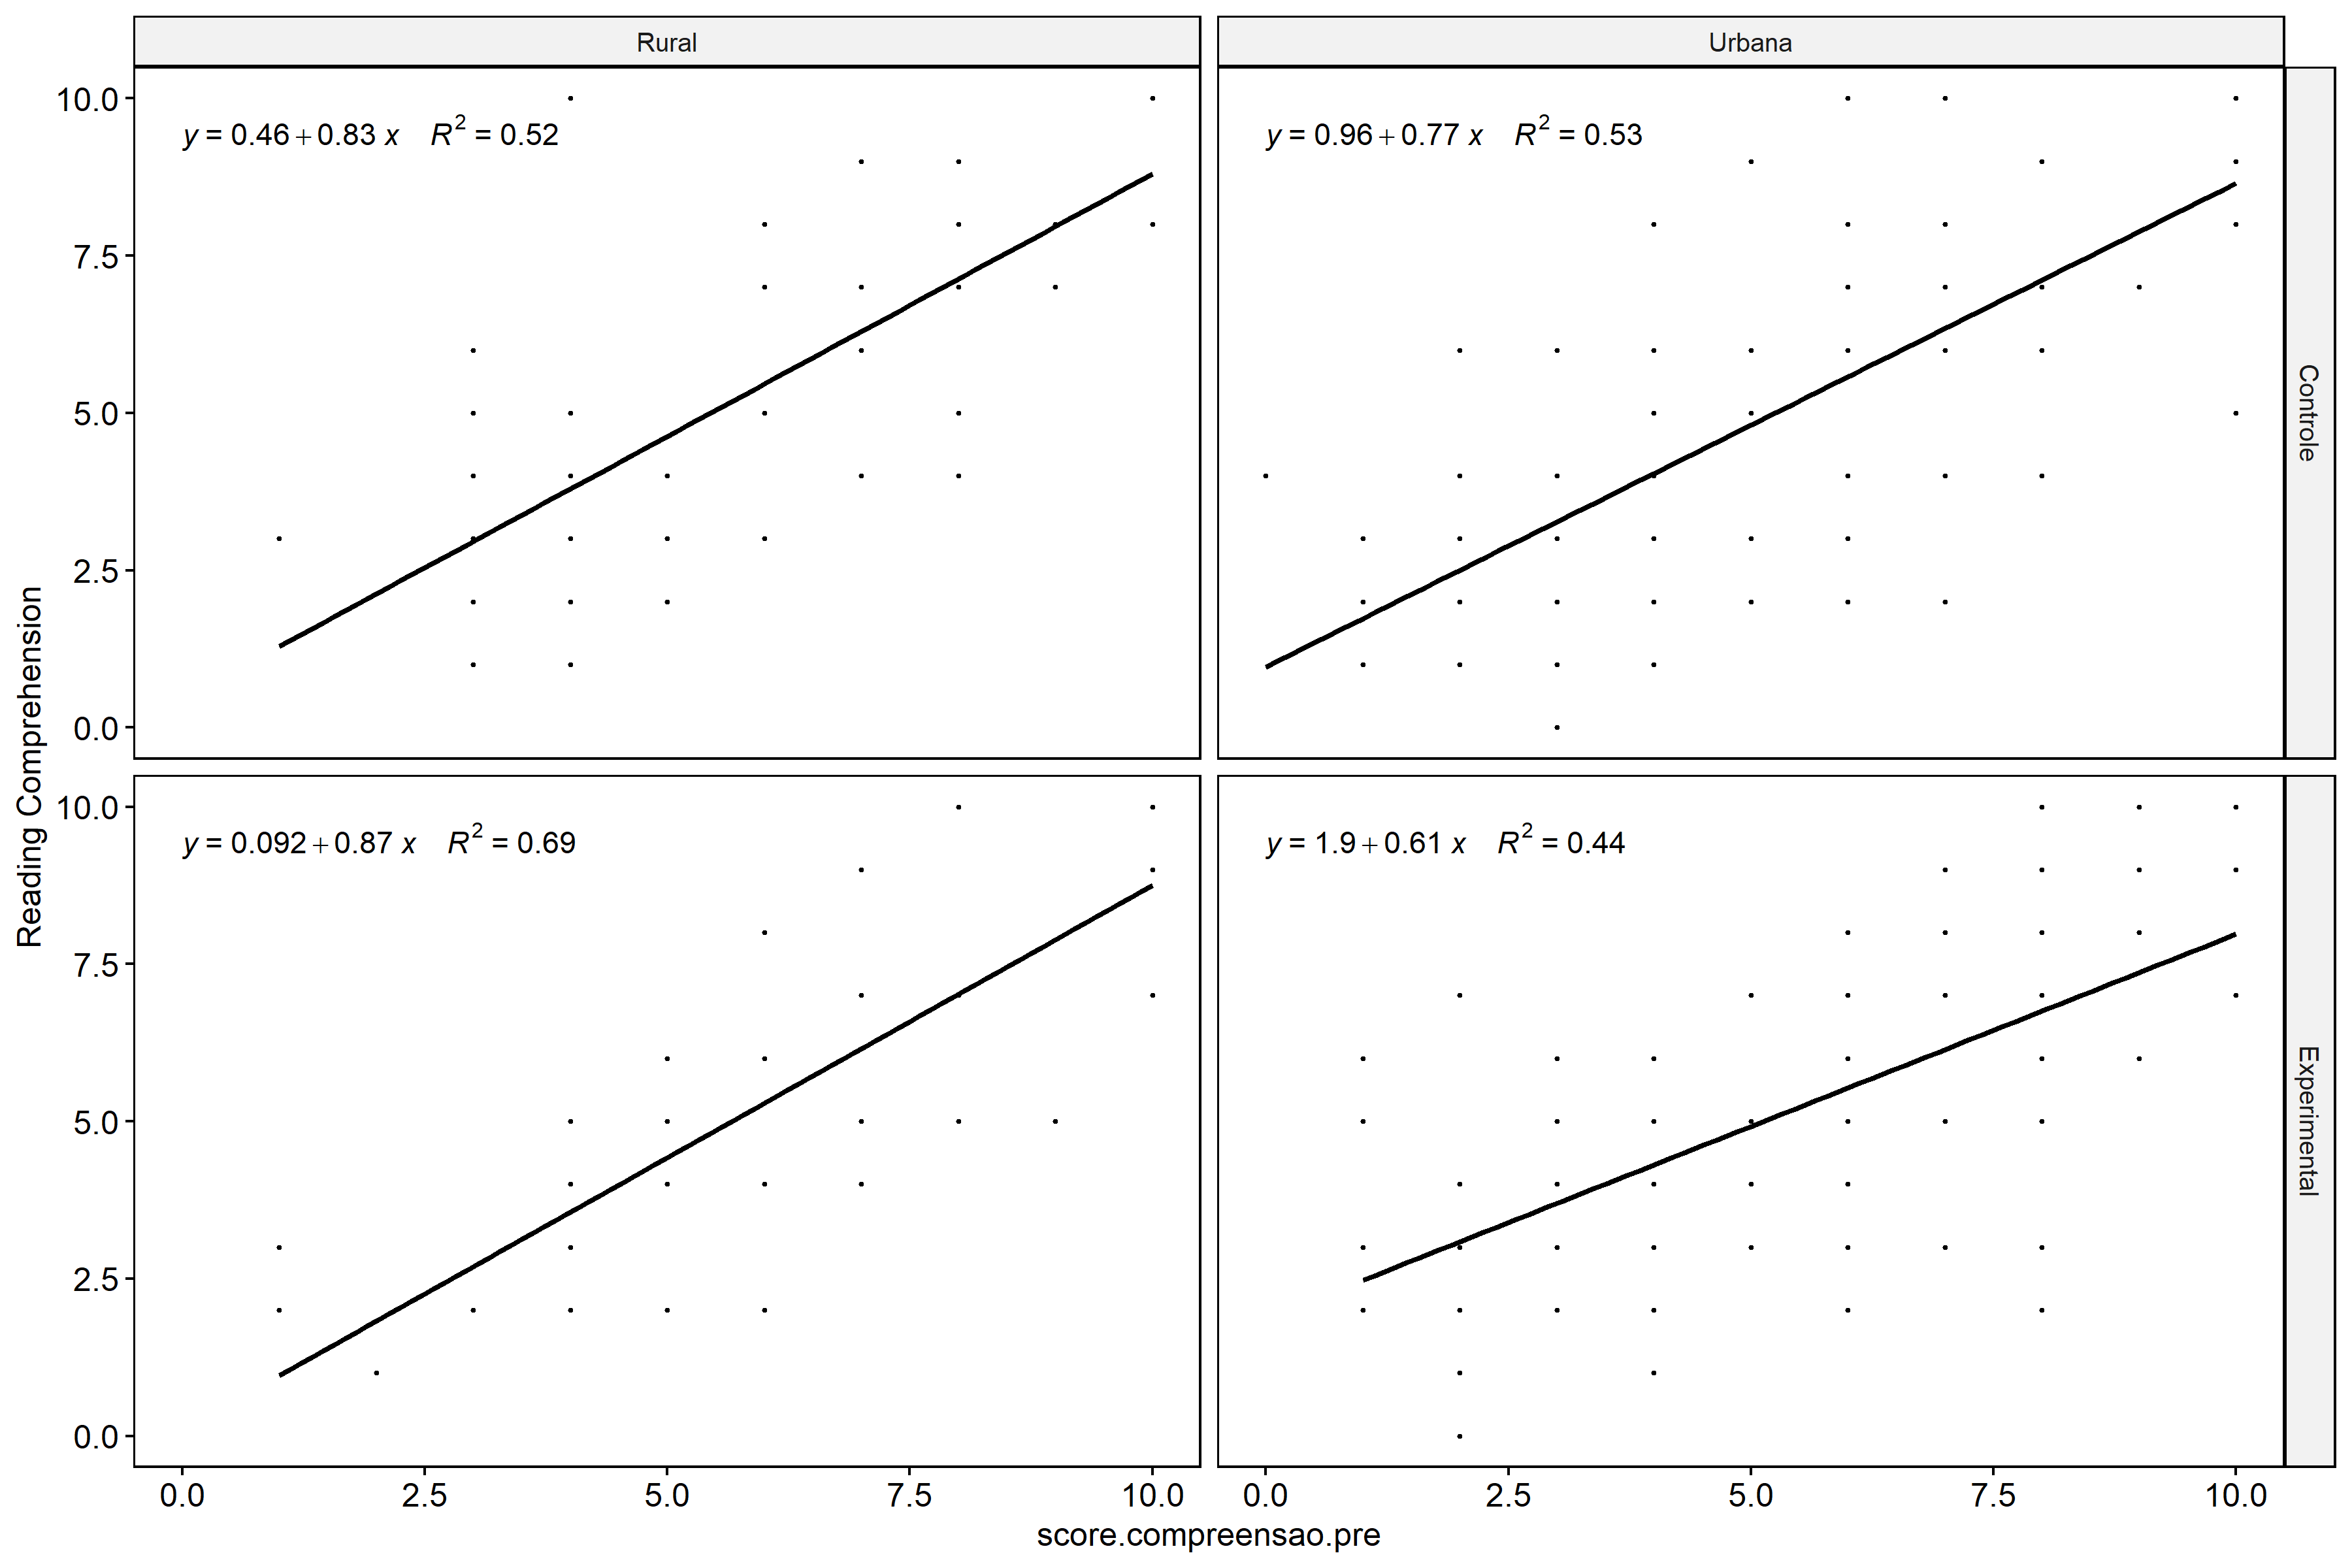 Rural
Urbana
10.0
7.5
5.0
2.5
0.0
y = 0.46 + 0.83 x R² = 0.52
y = 0.96 + 0.77 x R² = 0.53
Controle
Reading Comprehension
10.0
7.5
5.0
2.5
0.0
y = 0.092 + 0.87 x R² = 0.69
y = 1.9 + 0.61 x R² = 0.44
Experimental
0.0 2.5 5.0 7.5 10.0
0.0 2.5 5.0 7.5 10.0
score.compreensao.pre